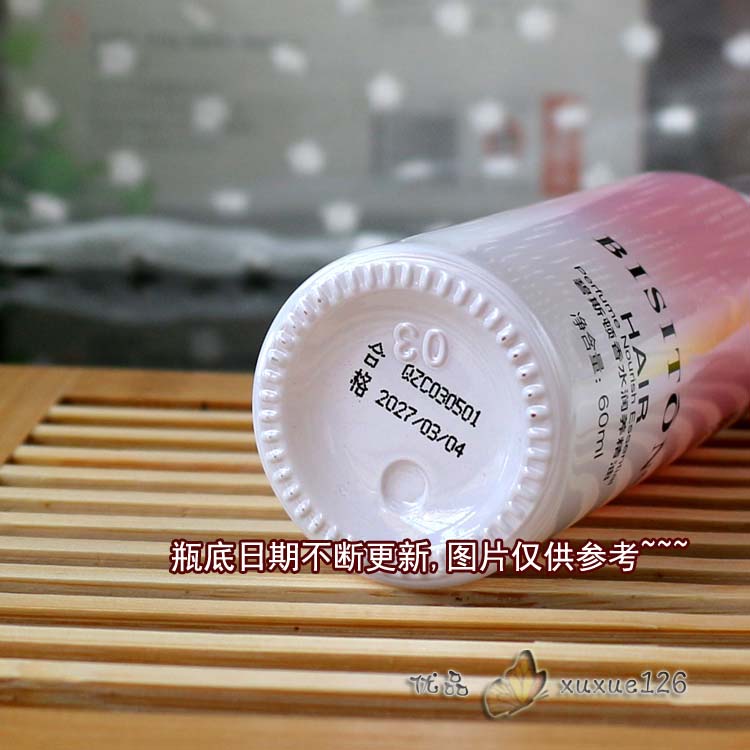 BISITON
HAIR
Perfume Nourish Essential
碧斯顿香水润养精油
净含量：60ml
03
合格
QZC030501
2027/03/04
瓶底日期不断更新,图片仅供参考~~~
优品 xuxue126